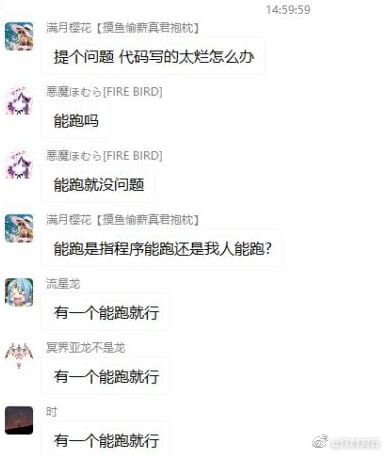 14:59:59
满月樱花【摸鱼偷薪真君抱枕】
提个问题 代码写的太烂怎么办
悪魔ほむら[FIRE BIRD]
能跑吗
悪魔ほむら[FIRE BIRD]
能跑就没问题
满月樱花【摸鱼偷薪真君抱枕】
能跑是指程序能跑还是我人能跑?
流星龙
有一个能跑就行
冥界亚龙不是龙
有一个能跑就行
时
有一个能跑就行